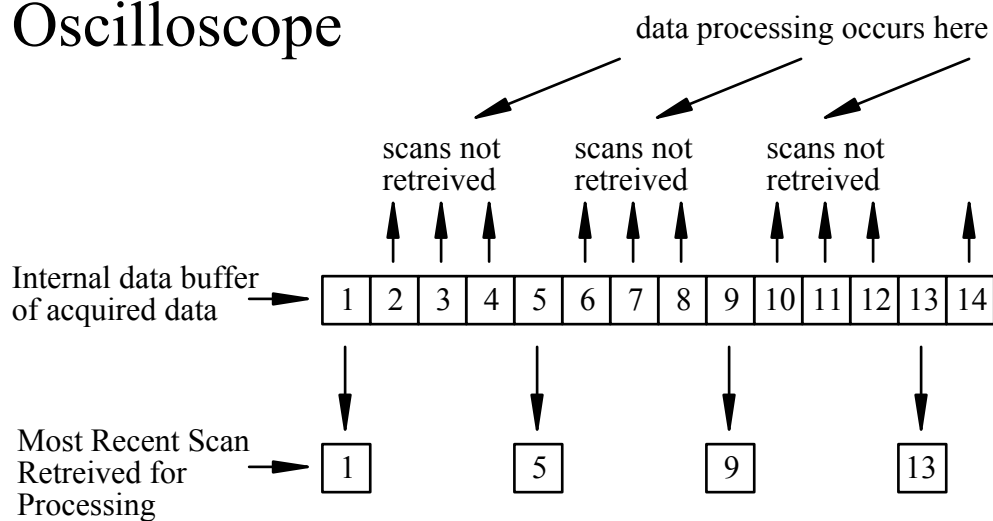 Oscilloscope
data processing occurs here
scans not
retreived
scans not
retreived
scans not
retreived
Internal data buffer
of acquired data
1 2 3 4 5 6 7 8 9 10 11 12 13 14
Most Recent Scan
Retreived for
Processing
1 5 9 13